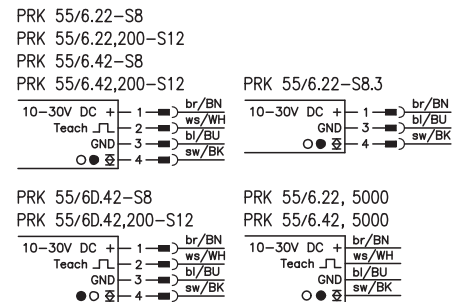 PRK 55/6.22-S8
PRK 55/6.22,200-S12
PRK 55/6.42-S8
PRK 55/6.42,200-S12
10-30V DC + 1 br/BN
Teach 2 ws/WH
GND 3 bl/BU
4 sw/BK
PRK 55/6.22-S8.3
10-30V DC + 1 br/BN
GND 3 bl/BU
4 sw/BK
PRK 55/6D.42-S8
PRK 55/6D.42,200-S12
10-30V DC + 1 br/BN
Teach 2 ws/WH
GND 3 bl/BU
4 sw/BK
PRK 55/6.22, 5000
PRK 55/6.42, 5000
10-30V DC + br/BN
Teach ws/WH
GND bl/BU
sw/BK